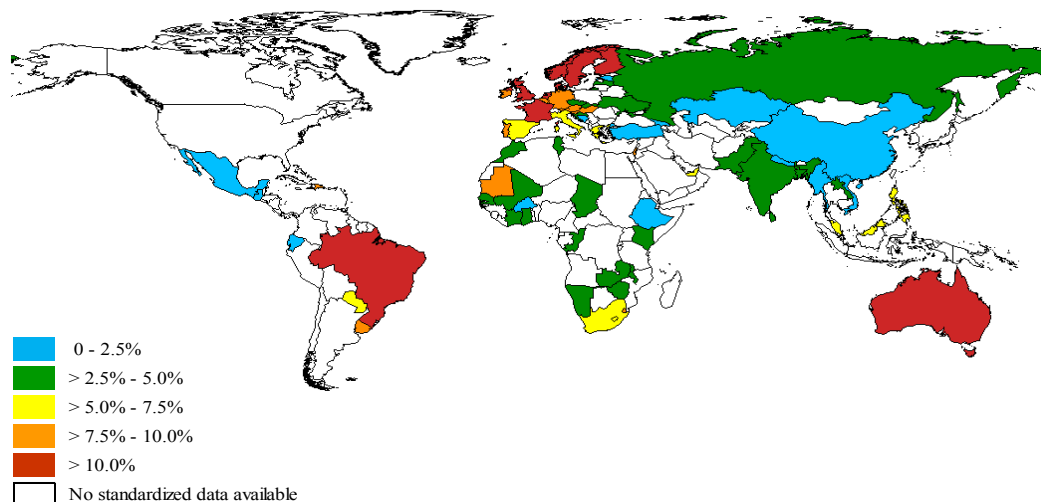 0 - 2.5%
> 2.5% - 5.0%
> 5.0% - 7.5%
> 7.5% - 10.0%
> 10.0%
No standardized data available